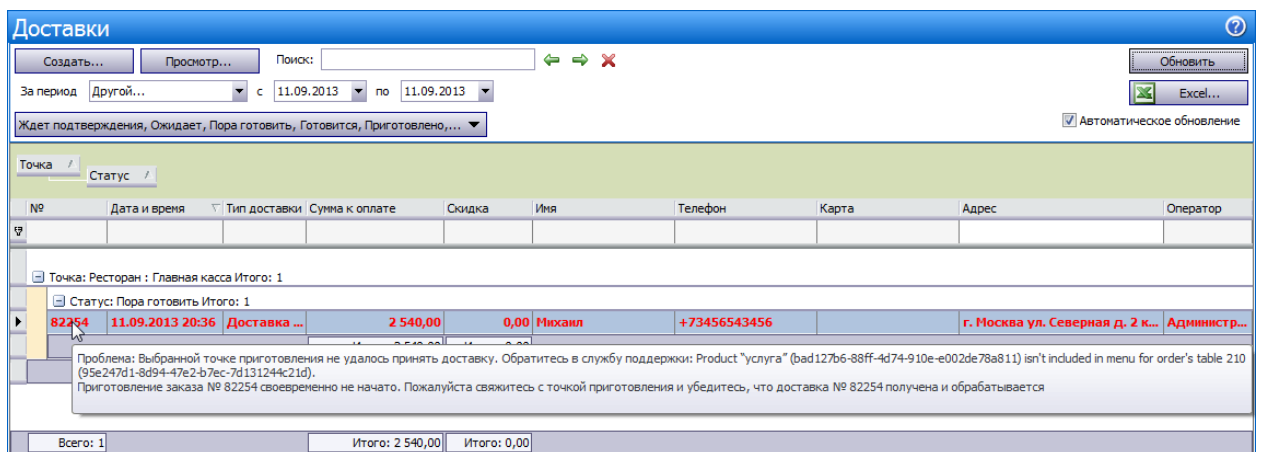 Доставки
Создать... Просмотр... Поиск: Обновить
За период Другой... с 11.09.2013 по 11.09.2013 Excel...
Ждет подтверждения, Ожидает, Пора готовить, Готовится, Приготовлено,... Автоматическое обновление
Точка
Статус
№ Дата и время Тип доставки Сумма к оплате Скидка Имя Телефон Карта Адрес Оператор
Точка: Ресторан : Главная касса Итого: 1
Статус: Пора готовить Итого: 1
82254 11.09.2013 20:36 Доставка ... 2 540,00 0,00 Михаил +73456543456 г. Москва ул. Северная д. 2 к... Администр...
Проблема: Выбранной точке приготовления не удалось принять доставку. Обратитесь в службу поддержки: Product "услуга" (bad127b6-88ff-4d74-910e-e002de78a811) isn't included in menu for order's table 210
(95e247d1-8d94-47e2-b7ec-7d131244c21d).
Приготовление заказа № 82254 своевременно не начато. Пожалуйста свяжитесь с точкой приготовления и убедитесь, что доставка № 82254 получена и обрабатывается
Всего: 1 Итого: 2 540,00 Итого: 0,00